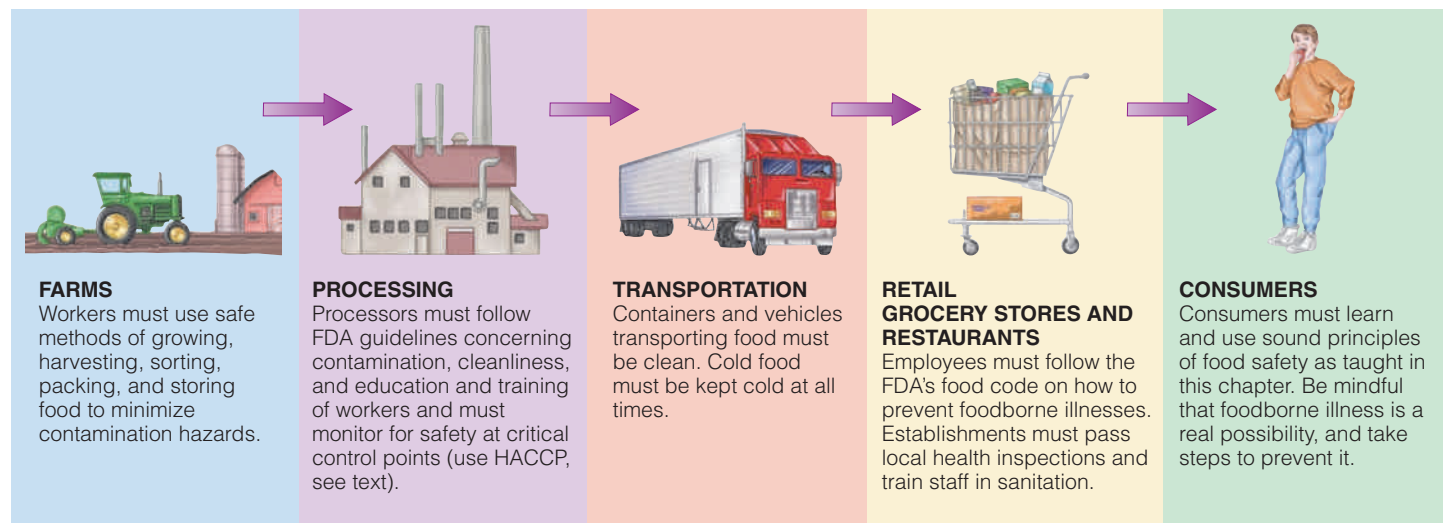 FARMS
Workers must use safe
methods of growing,
harvesting, sorting,
packing, and storing
food to minimize
contamination hazards.
PROCESSING
Processors must follow
FDA guidelines concerning
contamination, cleanliness,
and education and training
of workers and must
monitor for safety at critical
control points (use HACCP,
see text).
TRANSPORTATION
Containers and vehicles
transporting food must
be clean. Cold food
must be kept cold at all
times.
RETAIL
GROCERY STORES AND
RESTAURANTS
Employees must follow the
FDA’s food code on how to
prevent foodborne illnesses.
Establishments must pass
local health inspections and
train staff in sanitation.
CONSUMERS
Consumers must learn
and use sound principles
of food safety as taught in
this chapter. Be mindful
that foodborne illness is a
real possibility, and take
steps to prevent it.